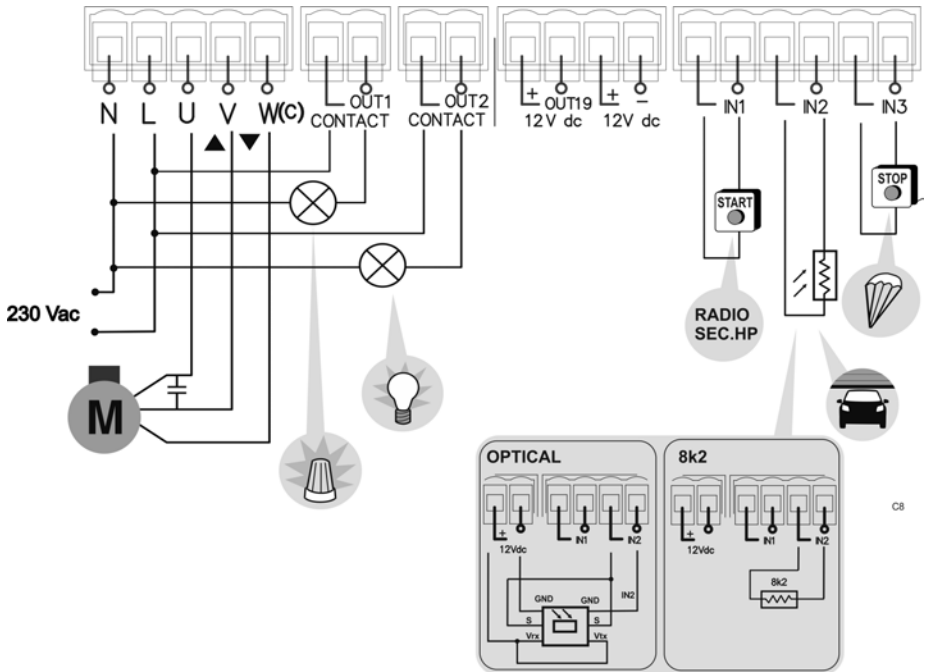 N L U V W(C)
OUT1
CONTACT
OUT2
CONTACT
+ OUT19
12V dc
+ -
12V dc
IN1
IN2
IN3
START
STOP
RADIO
SEC.HP
230 Vac
M
OPTICAL
+
12Vdc
IN1
IN2
GND
GND
IN2
S
S
Vrx
Vtx
8k2
+
12Vdc
IN1
IN2
8k2
C8